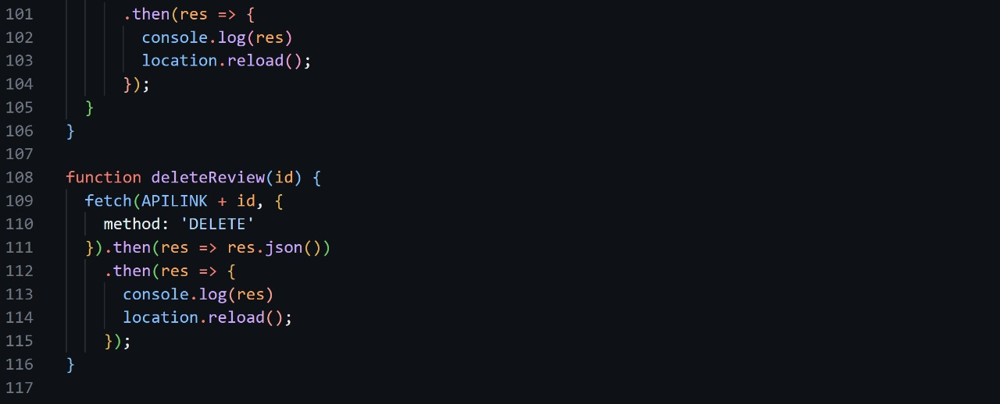 101 .then(res => {
102 console.log(res)
103 location.reload();
104 });
105 }
106 }
107
108 function deleteReview(id) {
109 fetch(APILINK + id, {
110 method: 'DELETE'
111 }).then(res => res.json())
112 .then(res => {
113 console.log(res)
114 location.reload();
115 });
116 }
117